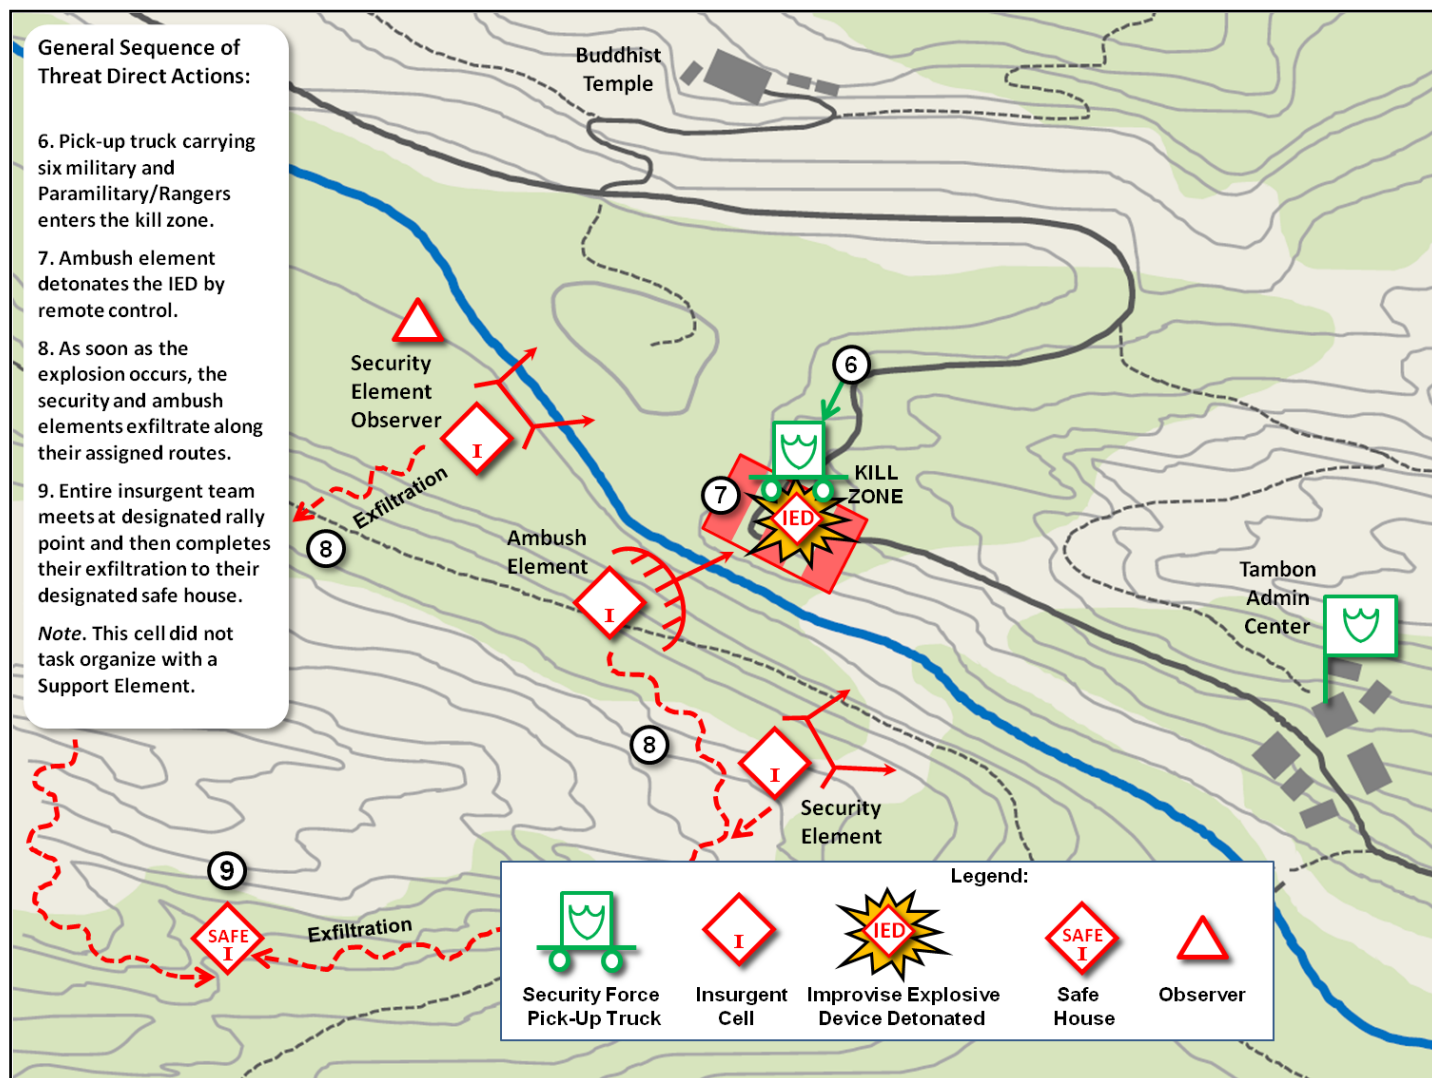 General Sequence of
Threat Direct Actions:
6. Pick-up truck carrying
six military and
Paramilitary/Rangers
enters the kill zone.
7. Ambush element
detonates the IED by
remote control.
8. As soon as the
explosion occurs, the
security and ambush
elements exfiltrate along
their assigned routes.
9. Entire insurgent team
meets at designated rally
point and then completes
their exfiltration to their
designated safe house.
Note. This cell did not
task organize with a
Support Element.
Buddhist
Temple
Security
Element
Observer
I
Exfiltration
8
6
7
KILL
ZONE
IED
Ambush
Element
I
Tambon
Admin
Center
8
I
Security
Element
9
SAFE
I
Exfiltration
Legend:
I
IED
SAFE
I
Security Force
Pick-Up Truck
Insurgent
Cell
Improvise Explosive
Device Detonated
Safe
House
Observer